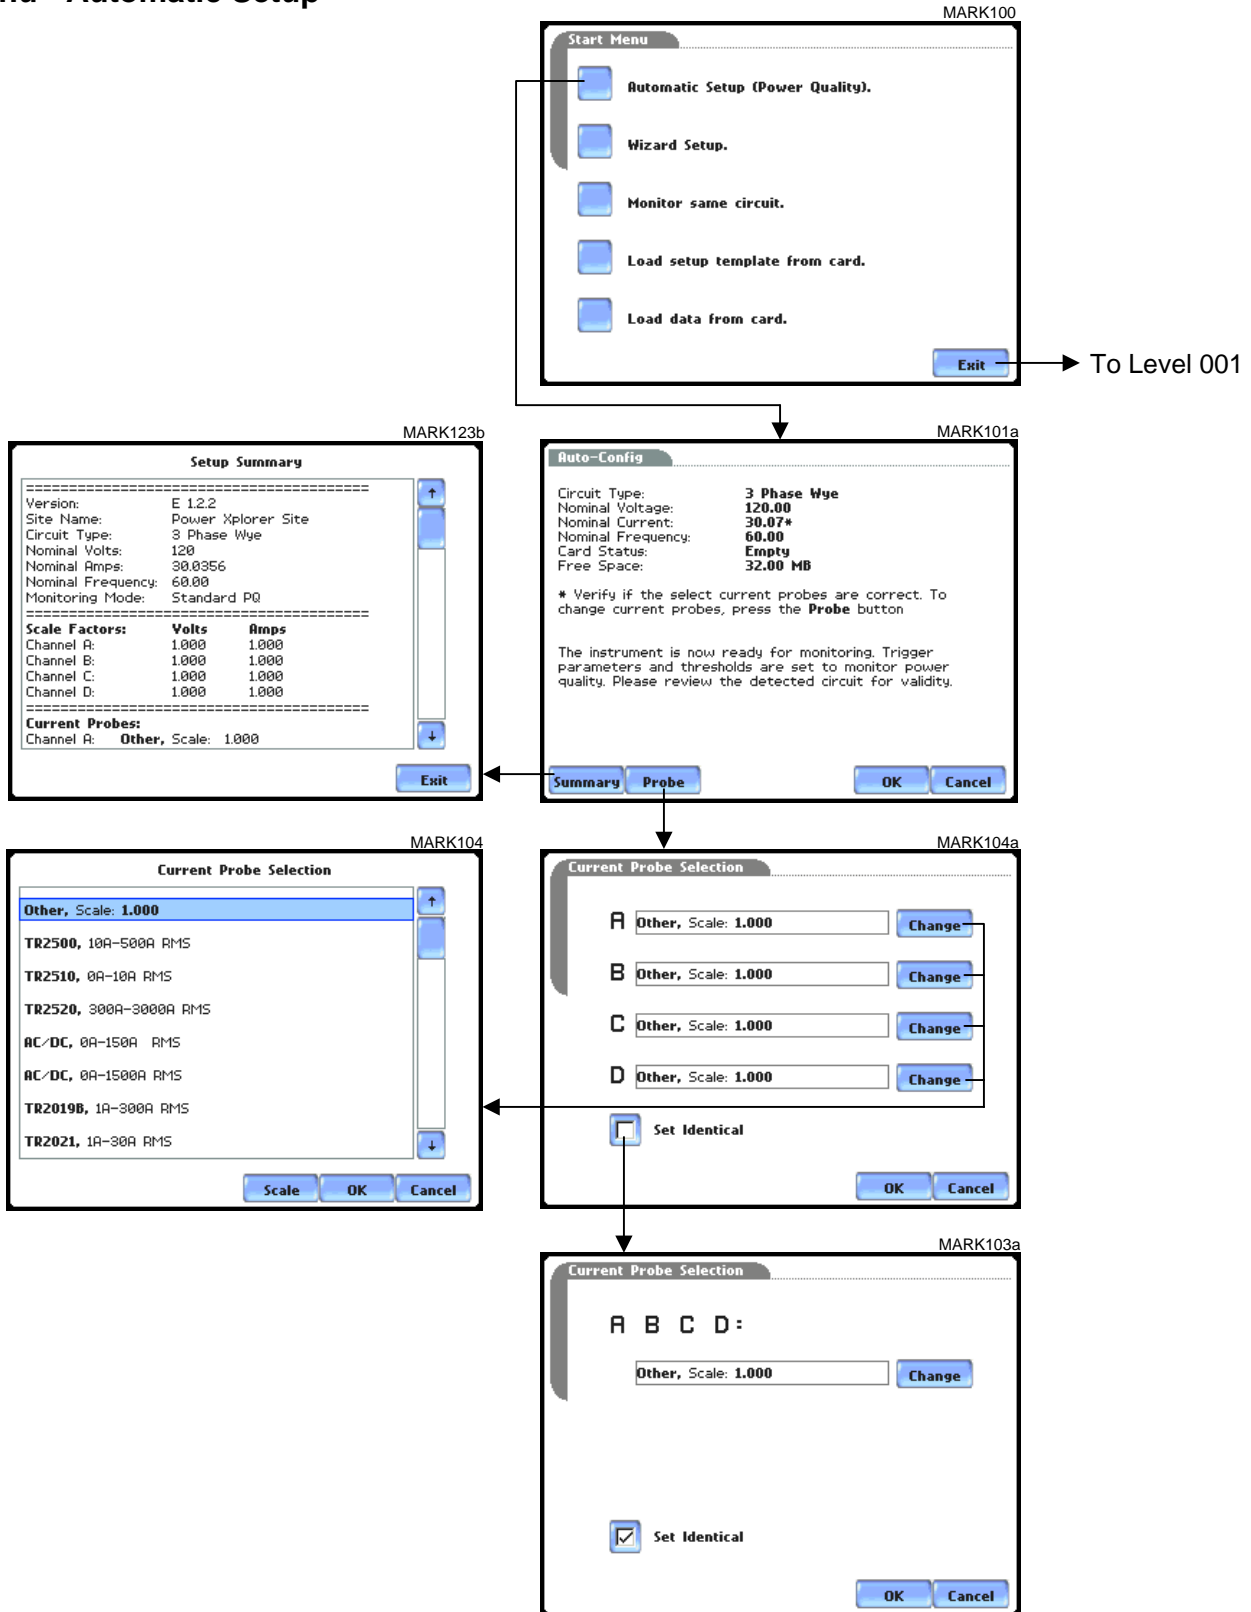 Automatic Setup
MARK100
Start Menu
Automatic Setup (Power Quality).
Wizard Setup.
Monitor same circuit.
Load setup template from card.
Load data from card.
Exit
To Level 001
MARK123b
Setup Summary
========================================
Version: E 1.2.2
Site Name: Power Xplorer Site
Circuit Type: 3 Phase Wye
Nominal Volts: 120
Nominal Amps: 30.0356
Nominal Frequency: 60.00
Monitoring Mode: Standard PQ
========================================
Scale Factors: Volts Amps
Channel A: 1.000 1.000
Channel B: 1.000 1.000
Channel C: 1.000 1.000
Channel D: 1.000 1.000
========================================
Current Probes:
Channel A: Other, Scale: 1.000
Exit
MARK101a
Auto-Config
Circuit Type: 3 Phase Wye
Nominal Voltage: 120.00
Nominal Current: 30.07*
Nominal Frequency: 60.00
Card Status: Empty
Free Space: 32.00 MB
* Verify if the select current probes are correct. To
change current probes, press the Probe button
The instrument is now ready for monitoring. Trigger
parameters and thresholds are set to monitor power
quality. Please review the detected circuit for validity.
Summary Probe OK Cancel
MARK104
Current Probe Selection
Other, Scale: 1.000
TR2500, 10A-500A RMS
TR2510, 0A-10A RMS
TR2520, 300A-3000A RMS
AC/DC, 0A-150A RMS
AC/DC, 0A-1500A RMS
TR2019B, 1A-300A RMS
TR2021, 1A-30A RMS
Scale OK Cancel
MARK104a
Current Probe Selection
A Other, Scale: 1.000 Change
B Other, Scale: 1.000 Change
C Other, Scale: 1.000 Change
D Other, Scale: 1.000 Change
Set Identical
OK Cancel
MARK103a
Current Probe Selection
A B C D:
Other, Scale: 1.000 Change
Set Identical
OK Cancel